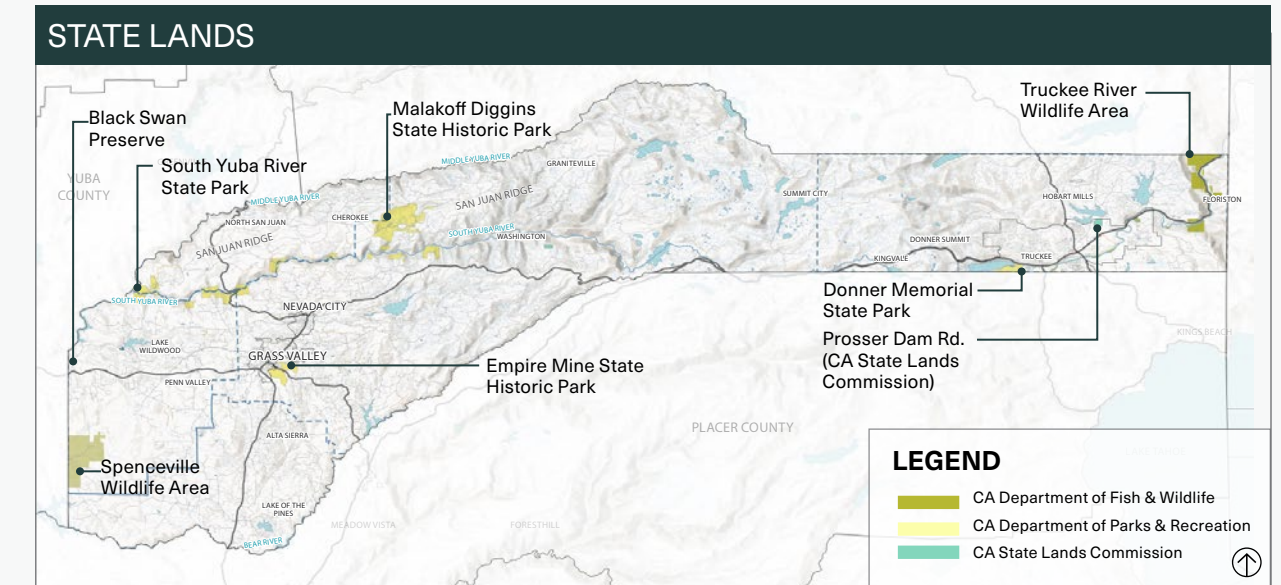 STATE LANDS
Truckee River
Wildlife Area
Malakoff Diggins
State Historic Park
Black Swan
Preserve
South Yuba River
State Park
YUBA
COUNTY
MIDDLE YUBA RIVER
GRANITEVILLE
MIDDLE YUBA RIVER
SAN JUAN RIDGE
SUMMIT CITY
HOBART MILLS
FLORISTON
NORTH SAN JUAN
CHEROKEE
SOUTH YUBA RIVER
WASHINGTON
SAN JUAN RIDGE
DONNER SUMMIT
KINGVALE
TRUCKEE
SOUTH YUBA RIVER
NEVADA CITY
Donner Memorial
State Park
Prosser Dam Rd.
(CA State Lands
Commission)
KINGS BEACH
LAKE
WILDWOOD
GRASS VALLEY
Empire Mine State
Historic Park
PENN VALLEY
PLACER COUNTY
ALTA SIERRA
LAKE TAHOE
Spenceville
Wildlife Area
LAKE OF THE
PINES
MEADOW VISTA
FORESTHILL
BEAR RIVER
LEGEND
CA Department of Fish & Wildlife
CA Department of Parks & Recreation
CA State Lands Commission